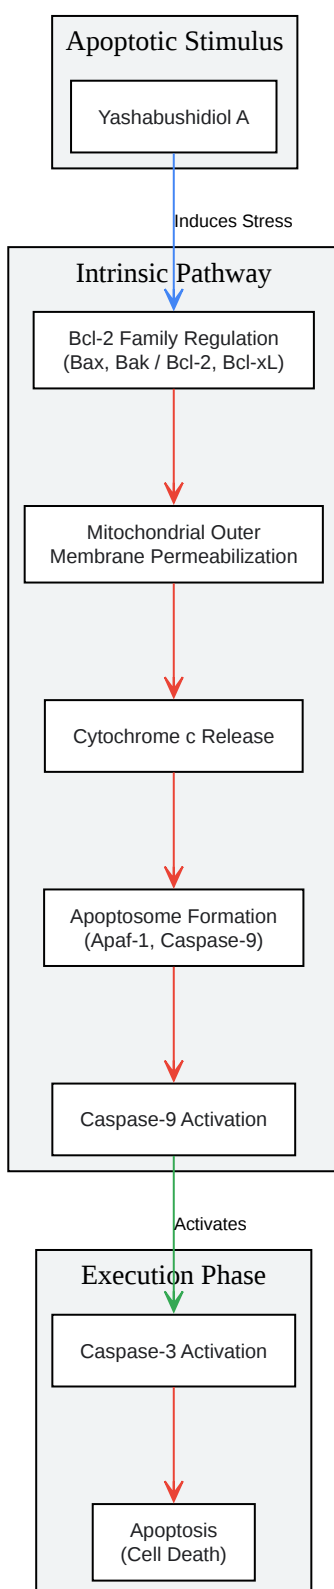 Apoptotic Stimulus
Yashabushidiol A
Induces Stress
Intrinsic Pathway
Bcl-2 Family Regulation
(Bax, Bak / Bcl-2, Bcl-xL)
Mitochondrial Outer
Membrane Permeabilization
Cytochrome c Release
Apoptosome Formation
(Apaf-1, Caspase-9)
Caspase-9 Activation
Activates
Execution Phase
Caspase-3 Activation
Apoptosis
(Cell Death)